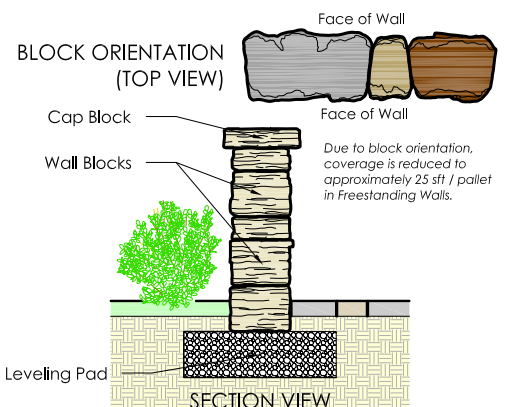 Face of Wall
BLOCK ORIENTATION
(TOP VIEW)
Face of Wall
Cap Block
Wall Blocks
Due to block orientation,
coverage is reduced to
approximately 25 sft / pallet
in Freestanding Walls.
Leveling Pad
SECTION VIEW